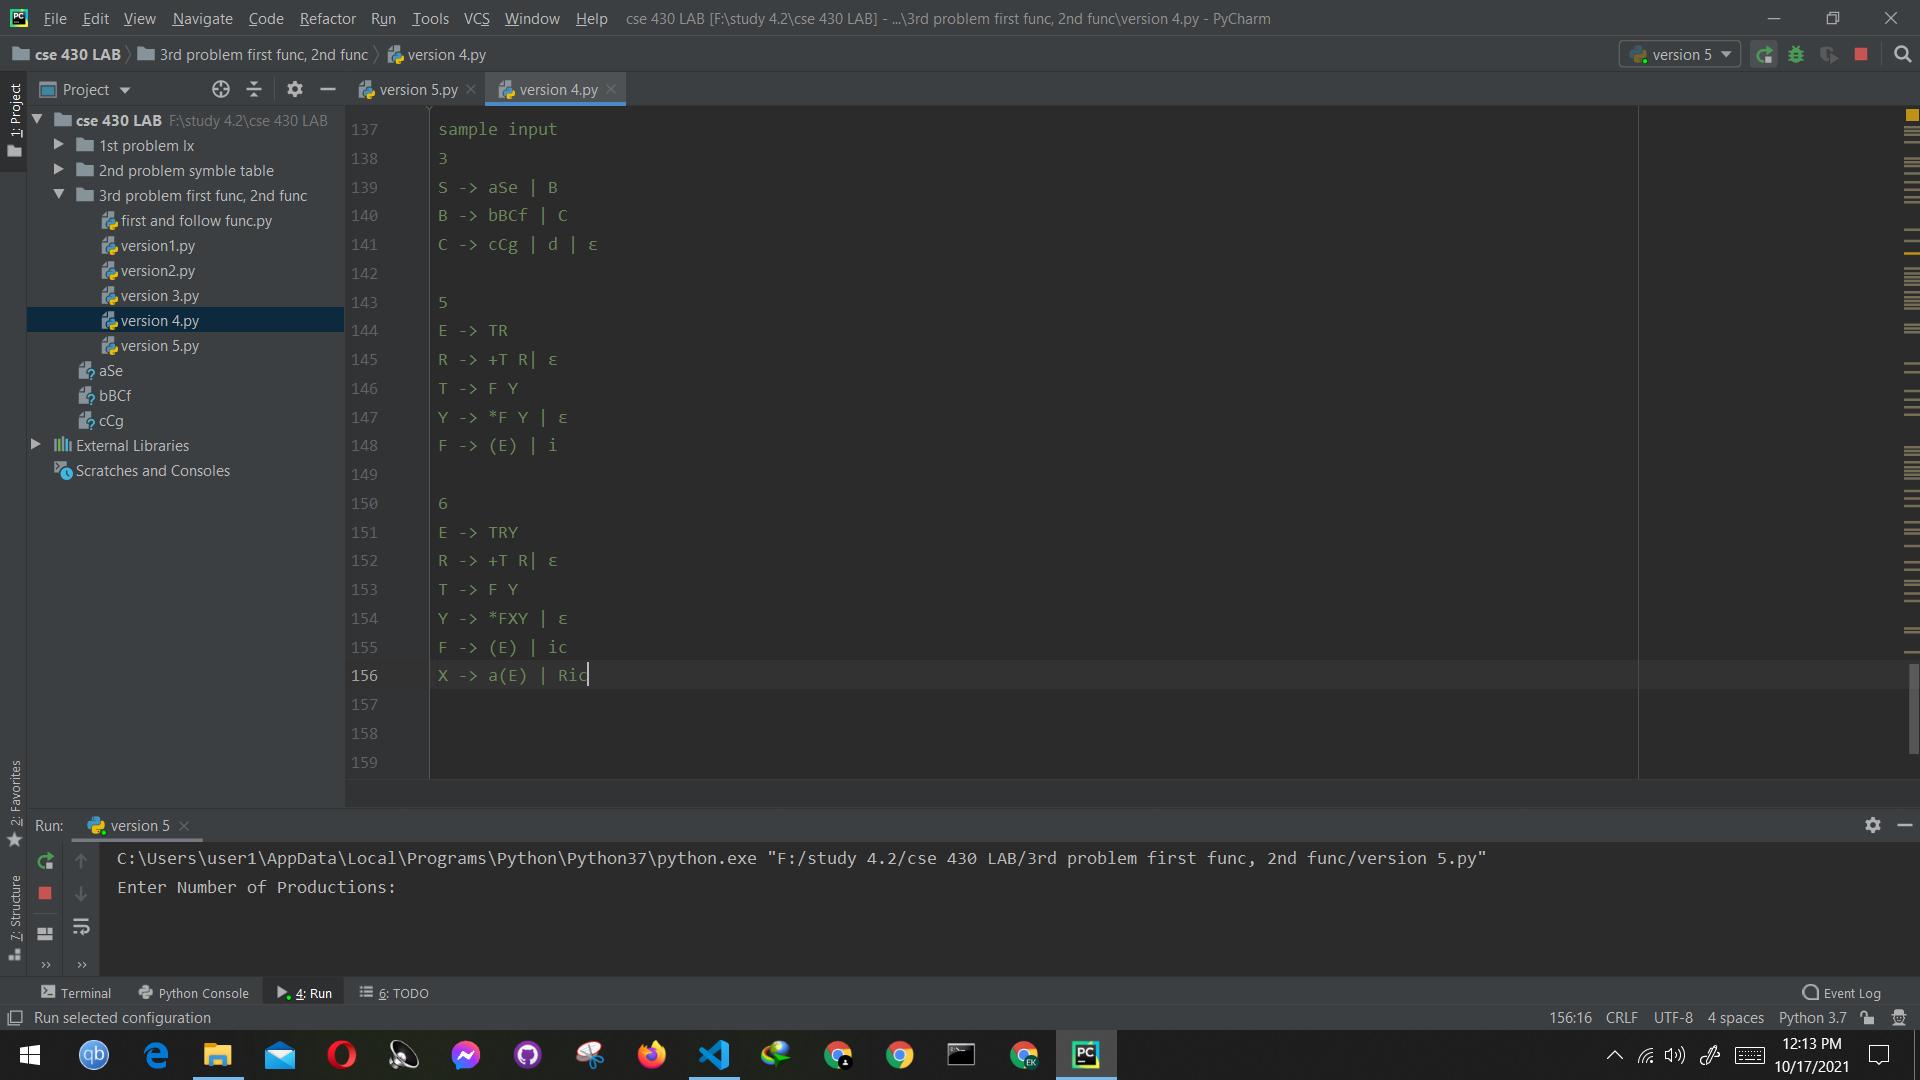 File Edit View Navigate Code Refactor Run Tools VCS Window Help cse 430 LAB [F:\study 4.2\cse 430 LAB] - ...\3rd problem first func, 2nd func\version 4.py - PyCharm
cse 430 LAB 3rd problem first func, 2nd func version 4.py version 5
Project version 5.py version 4.py
1: Project
cse 430 LAB F:\study 4.2\cse 430 LAB
1st problem lx
2nd problem symble table
3rd problem first func, 2nd func
first and follow func.py
version1.py
version2.py
version 3.py
version 4.py
version 5.py
aSe
bBCf
cCg
External Libraries
Scratches and Consoles
137 sample input
138 3
139 S -> aSe | B
140 B -> bBCf | C
141 C -> cCg | d | ε
142
143 5
144 E -> TR
145 R -> +T R| ε
146 T -> F Y
147 Y -> *F Y | ε
148 F -> (E) | i
149
150 6
151 E -> TRY
152 R -> +T R| ε
153 T -> F Y
154 Y -> *FXY | ε
155 F -> (E) | ic
156 X -> a(E) | Ric
157
158
159
2: Favorites
7: Structure
Run: version 5
C:\Users\user1\AppData\Local\Programs\Python\Python37\python.exe "F:/study 4.2/cse 430 LAB/3rd problem first func, 2nd func/version 5.py"
Enter Number of Productions:
Terminal Python Console 4: Run 6: TODO Event Log
Run selected configuration 156:16 CRLF UTF-8 4 spaces Python 3.7
qb EK PC 12:13 PM
10/17/2021